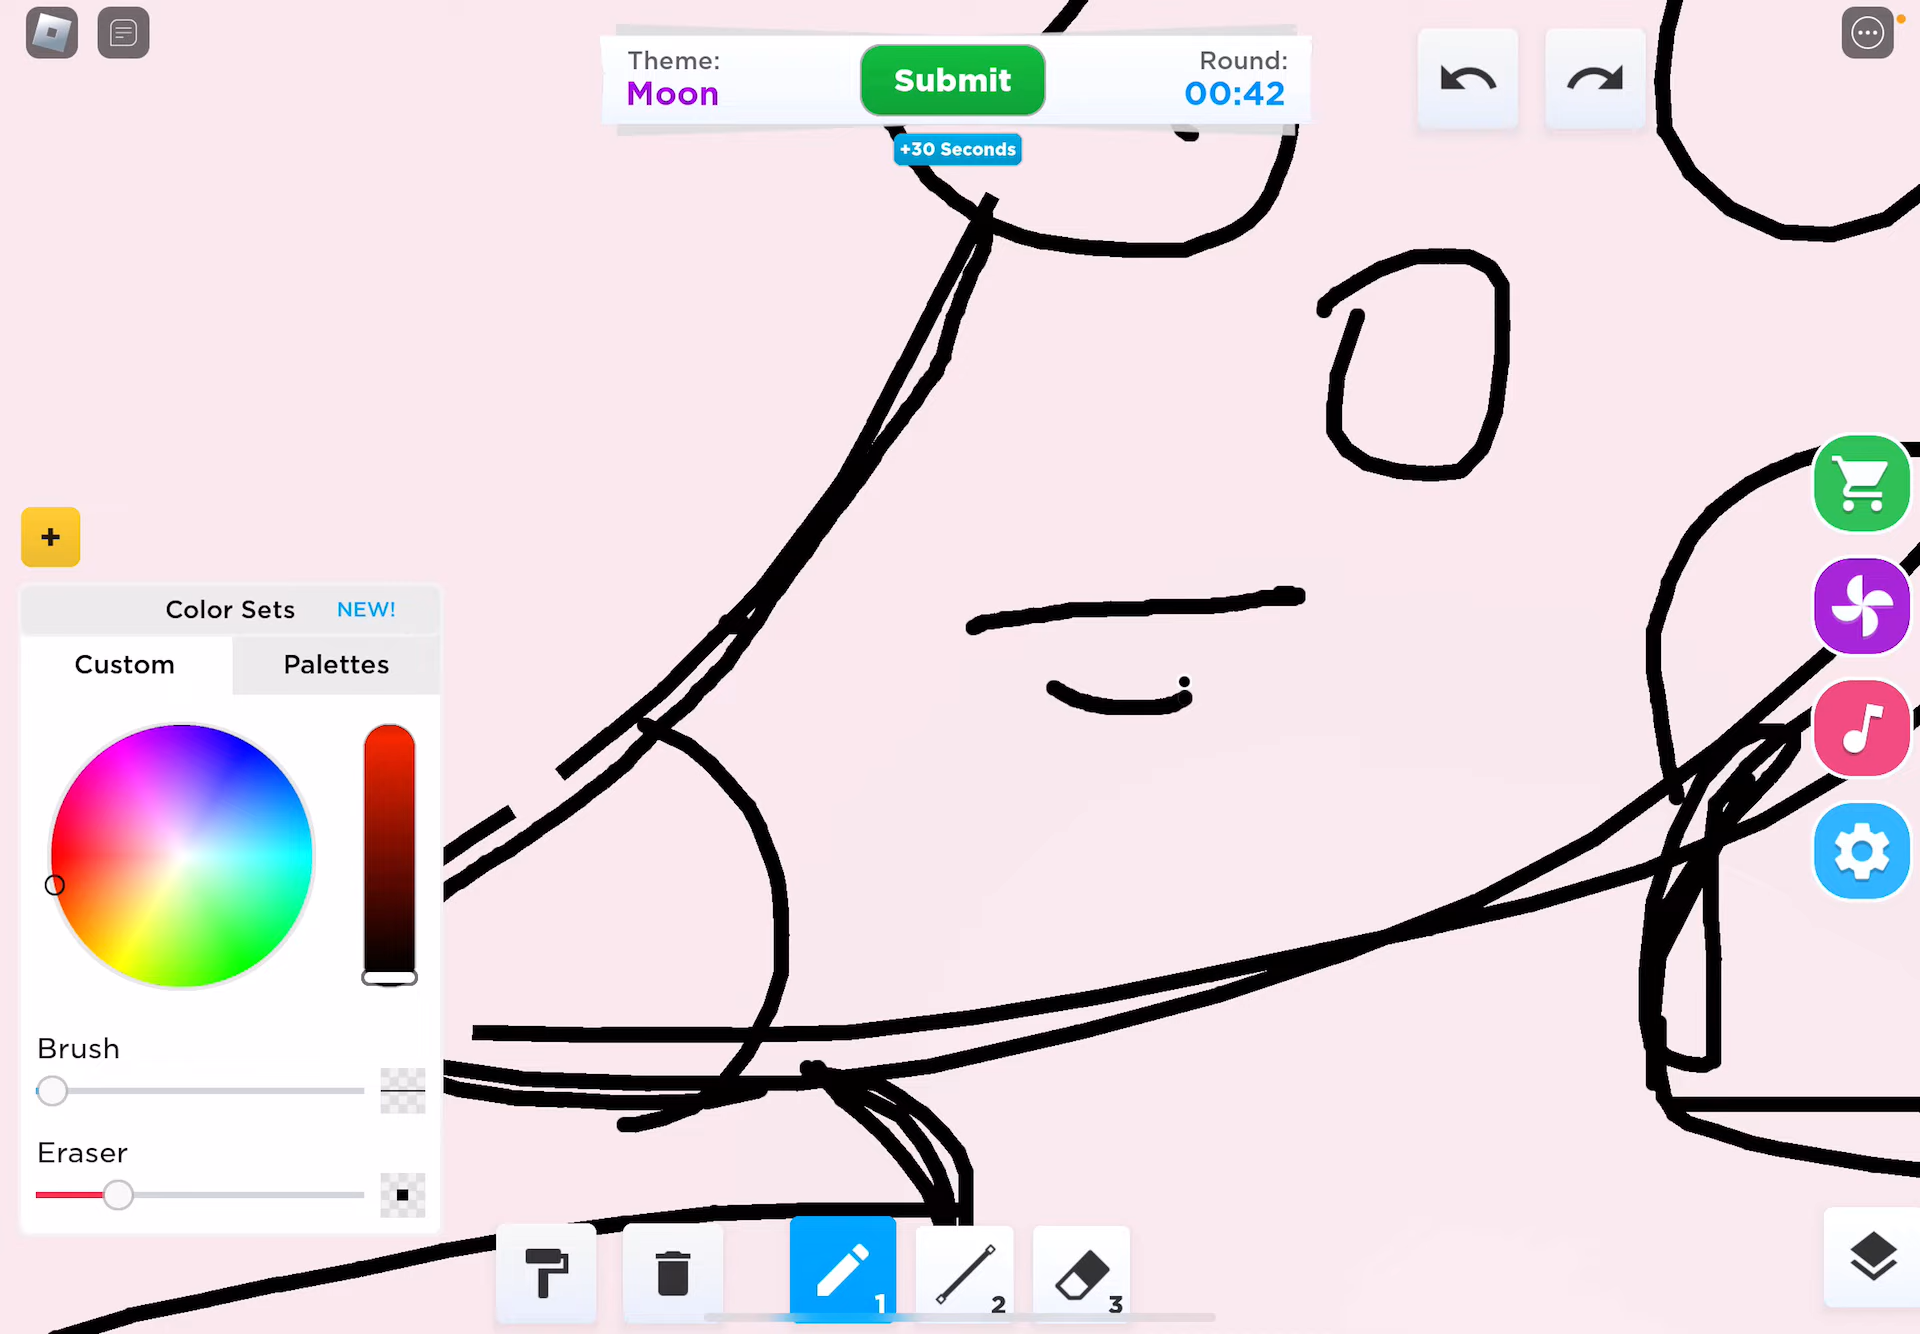 Theme:
Moon
Submit
Round:
00:42
+30 Seconds
+
Color Sets NEW!
Custom Palettes
Brush
Eraser
1
2
3